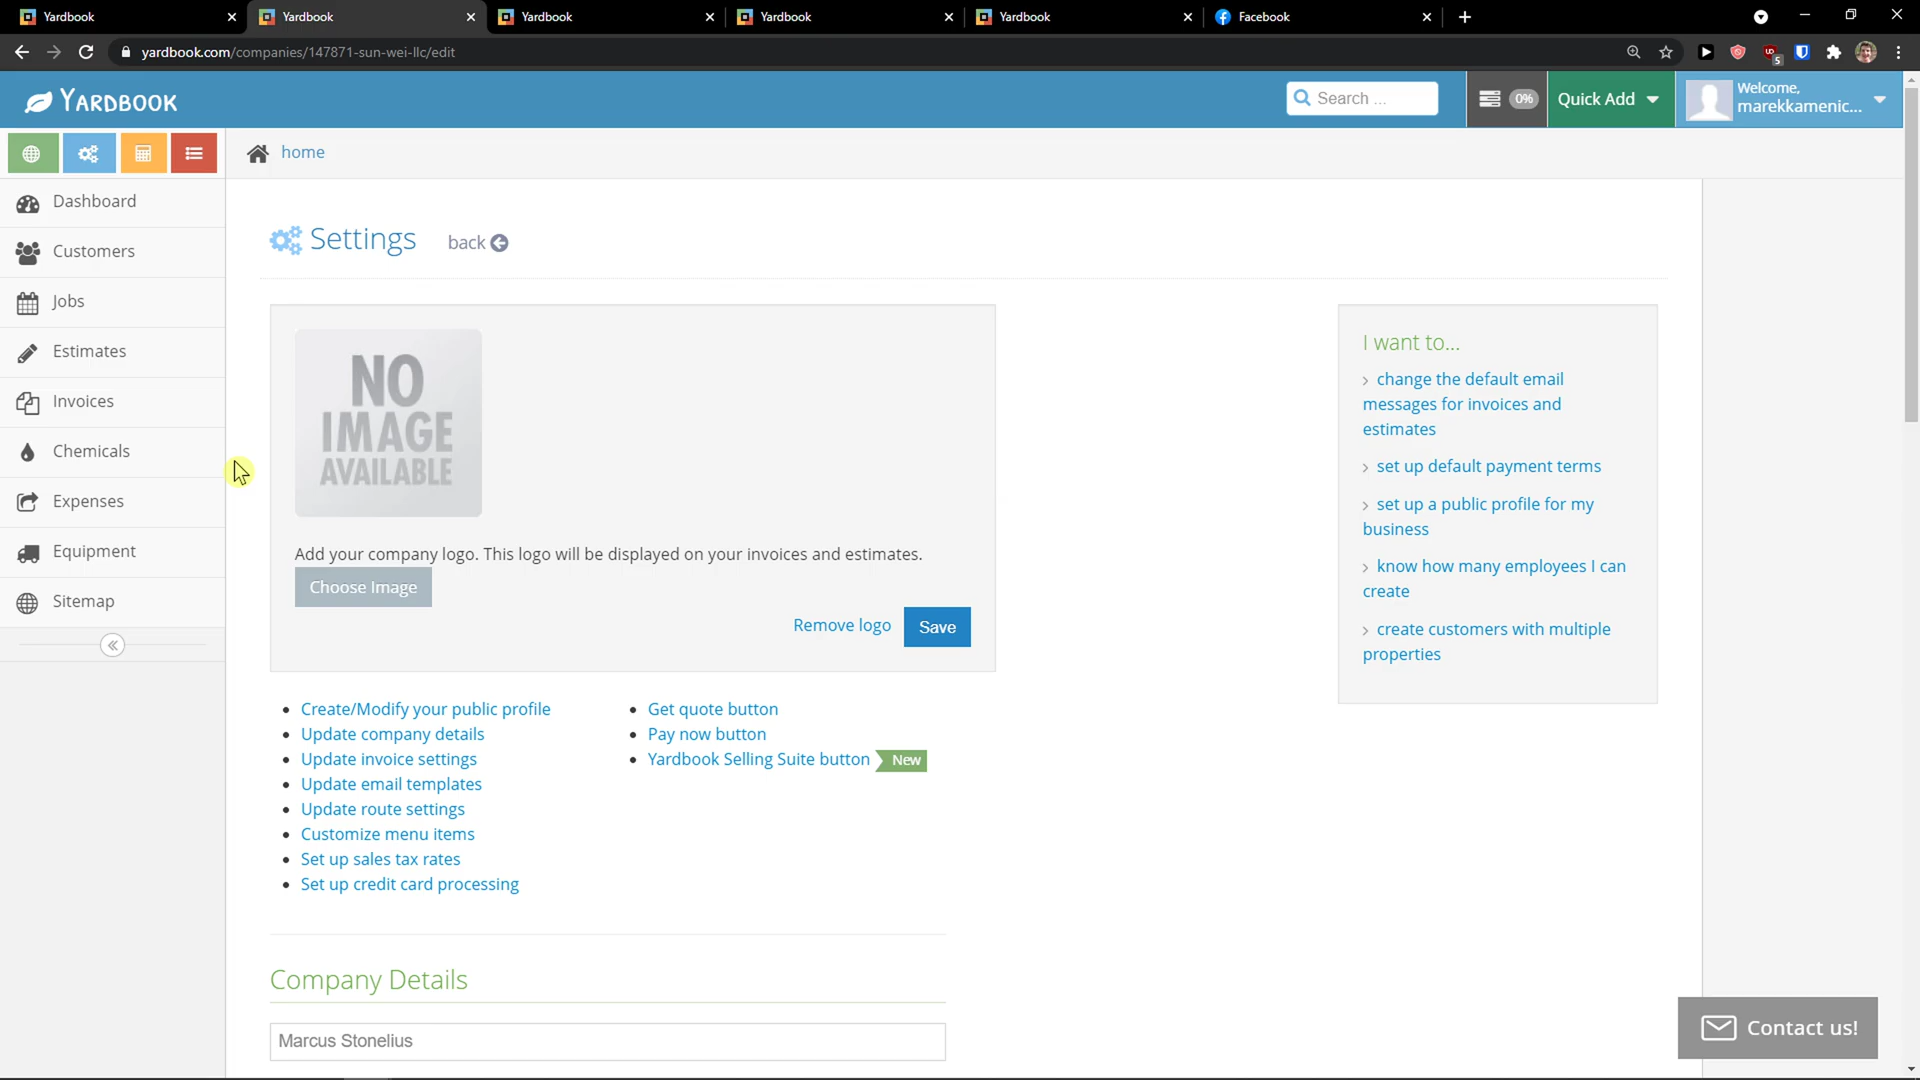 Yardbook
Yardbook
Yardbook
Yardbook
Yardbook
Facebook
yardbook.com/companies/147871-sun-wei-llc/edit
5
YARDBOOK
Search ...
0%
Quick Add
Welcome,
marekkamenic...
home
Dashboard
Customers
Jobs
Estimates
Invoices
Chemicals
Expenses
Equipment
Sitemap
Settings
back
NO
IMAGE
AVAILABLE
Add your company logo. This logo will be displayed on your invoices and estimates.
Choose Image
Remove logo
Save
I want to...
change the default email
messages for invoices and
estimates
set up default payment terms
set up a public profile for my
business
know how many employees I can
create
create customers with multiple
properties
Create/Modify your public profile
Update company details
Update invoice settings
Update email templates
Update route settings
Customize menu items
Set up sales tax rates
Set up credit card processing
Get quote button
Pay now button
Yardbook Selling Suite button New
Company Details
Marcus Stonelius
Contact us!